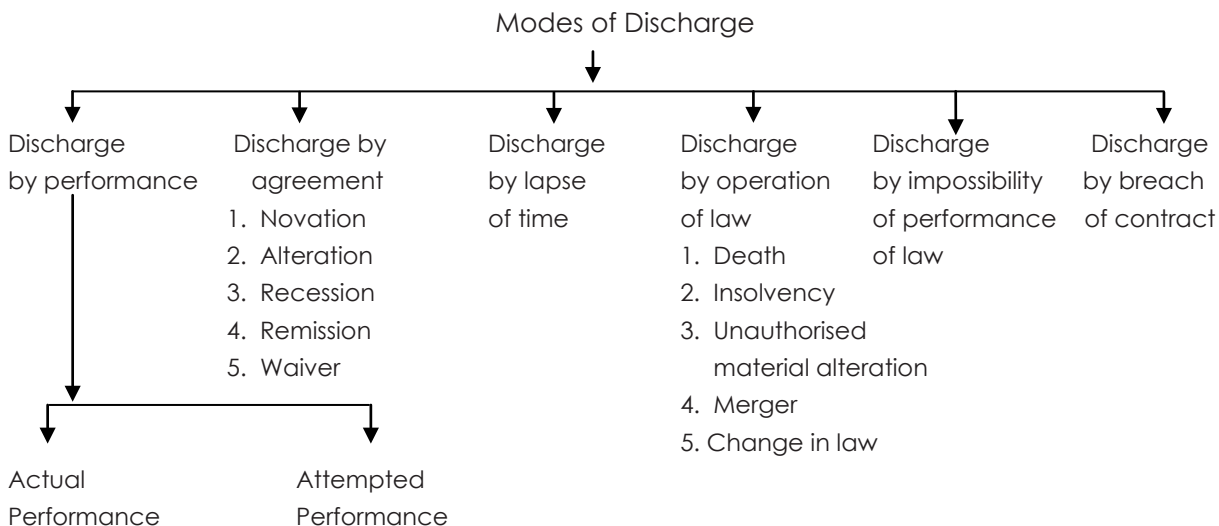 Modes of Discharge
Discharge
by performance
Discharge by
agreement
1. Novation
2. Alteration
3. Recession
4. Remission
5. Waiver
Discharge
by lapse
of time
Discharge
by operation
of law
1. Death
2. Insolvency
3. Unauthorised
material alteration
4. Merger
5. Change in law
Discharge
by impossibility
of performance
of law
Discharge
by breach
of contract
Actual
Performance
Attempted
Performance